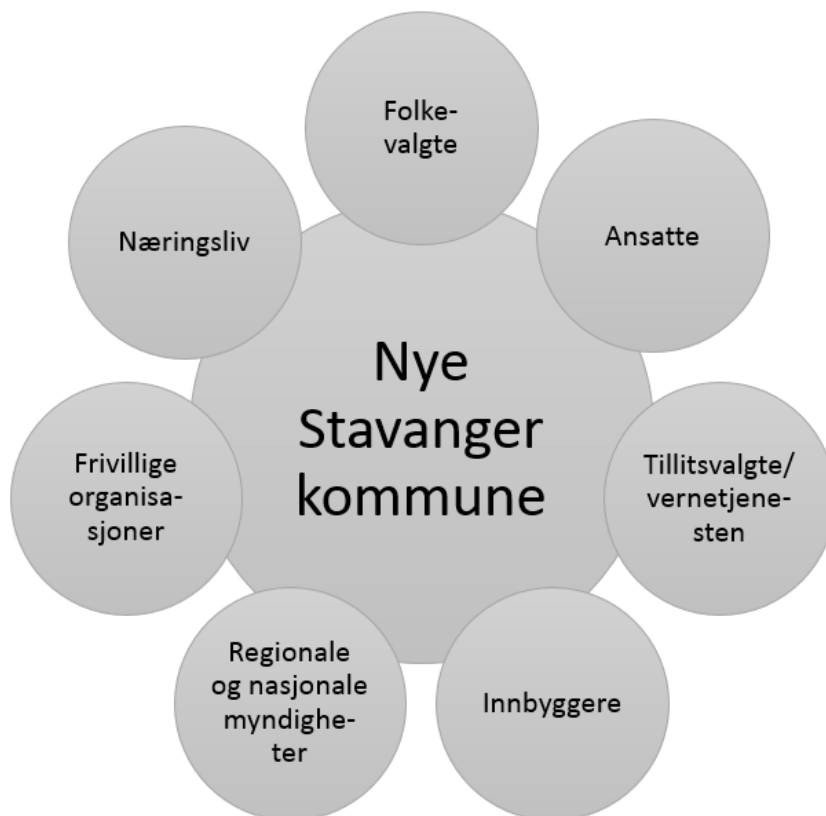 Folke-
valgte
Ansatte
Tillitsvalgte/
vernetjene-
sten
Innbyggere
Regionale
og nasjonale
myndighe-
ter
Frivillige
organisa-
sjoner
Næringsliv
Nye
Stavanger
kommune